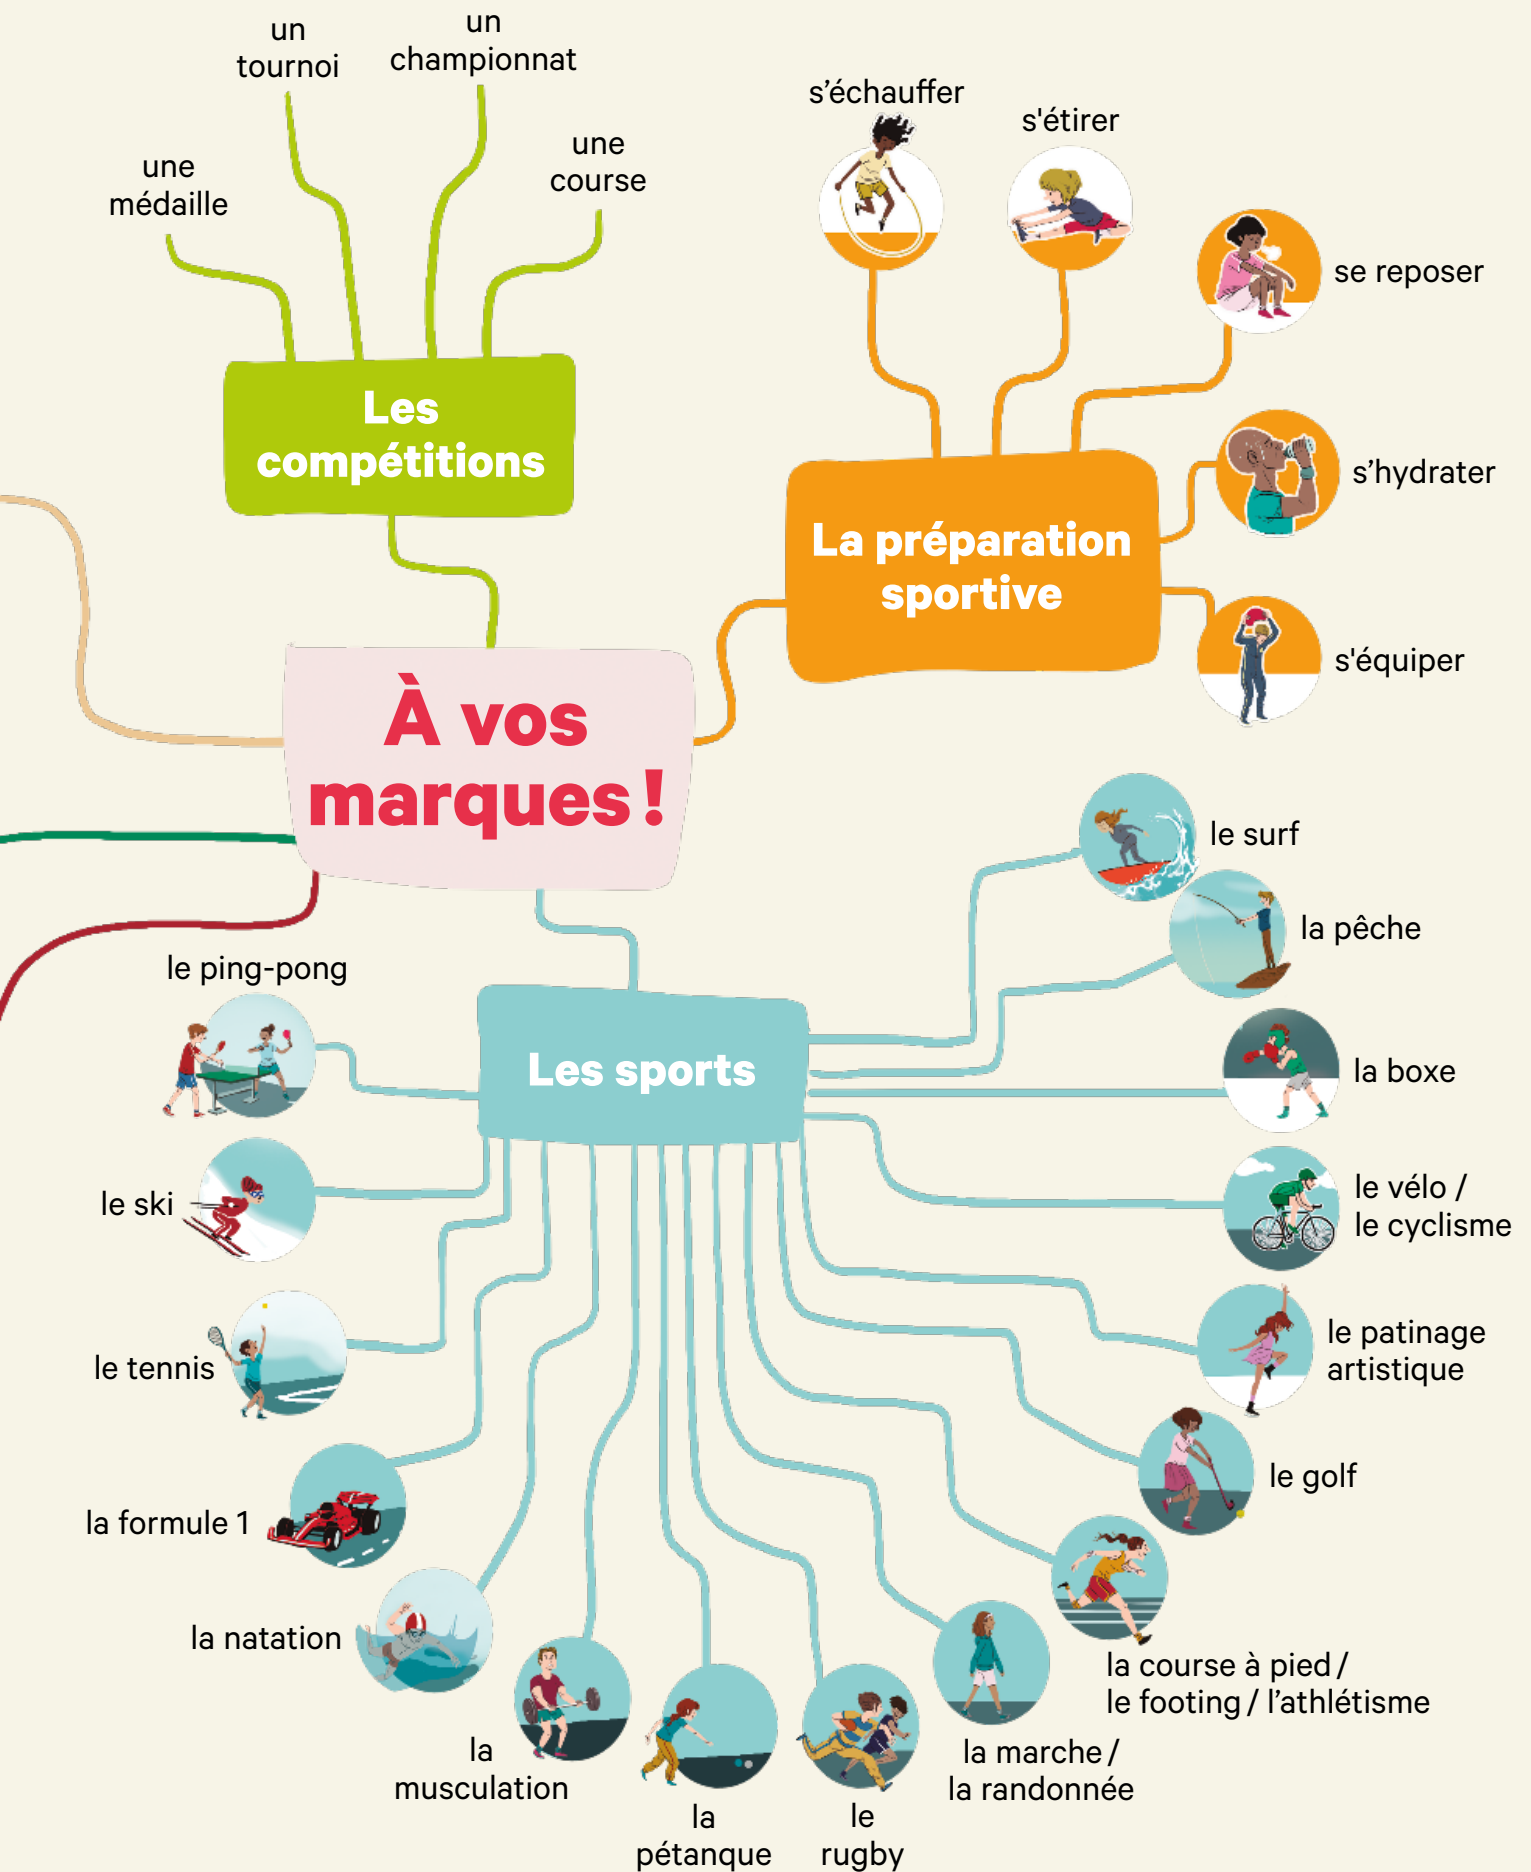 un
tournoi
un
championnat
une
médaille
une
course
Les
compétitions
s’échauffer
s'étirer
se reposer
s’hydrater
s'équiper
La préparation
sportive
À vos
marques !
Les sports
le surf
la pêche
la boxe
le vélo /
le cyclisme
le patinage
artistique
le golf
la course à pied /
le footing / l’athlétisme
la marche /
la randonnée
le
rugby
la
pétanque
la
musculation
la natation
la formule 1
le tennis
le ski
le ping-pong